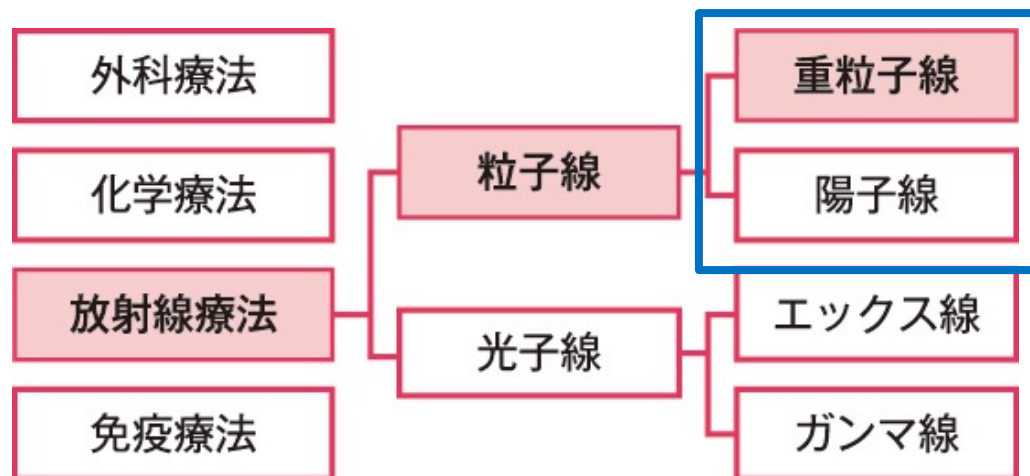 外科療法
化学療法
放射線療法
免疫療法
粒子線
光子線
重粒子線
陽子線
エックス線
ガンマ線